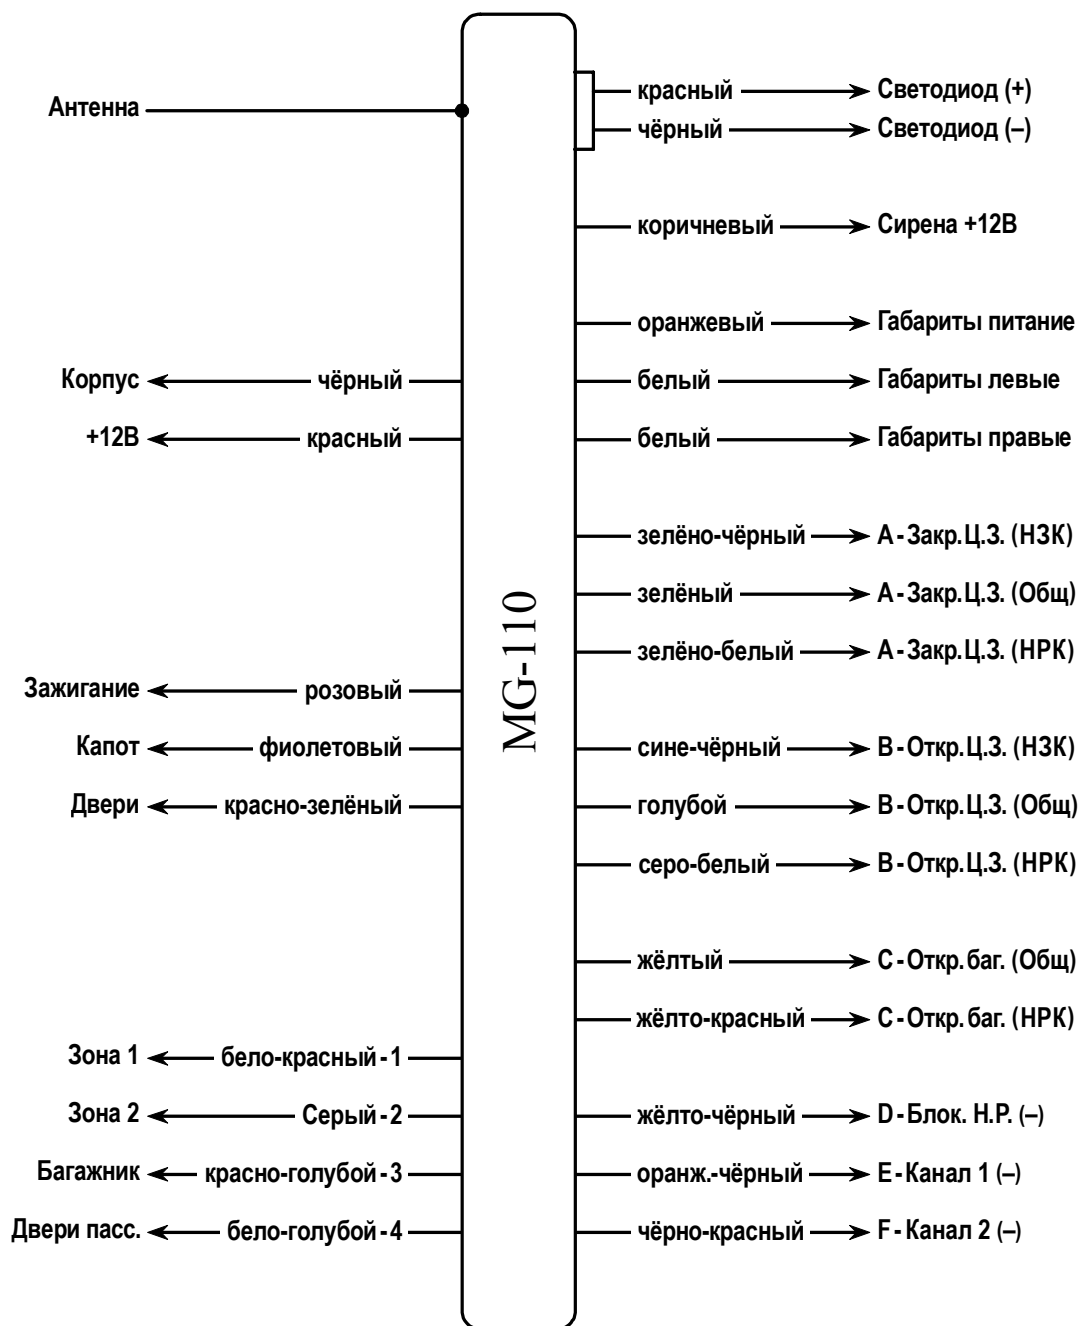 Антенна
Корпус чёрный
+12В красный
Зажигание розовый
Капот фиолетовый
Двери красно-зелёный
Зона 1 бело-красный-1
Зона 2 Серый-2
Багажник красно-голубой-3
Двери пасс. бело-голубой-4
MG-110
красный Светодиод (+)
чёрный Светодиод (–)
коричневый Сирена +12В
оранжевый Габариты питание
белый Габариты левые
белый Габариты правые
зелёно-чёрный А-Закр.Ц.З. (НЗК)
зелёный А-Закр.Ц.З. (Общ)
зелёно-белый А-Закр.Ц.З. (НРК)
сине-чёрный В-Откр.Ц.З. (НЗК)
голубой В-Откр.Ц.З. (Общ)
серо-белый В-Откр.Ц.З. (НРК)
жёлтый С-Откр.баг. (Общ)
жёлто-красный С-Откр.баг. (НРК)
жёлто-чёрный D-Блок. Н.Р. (–)
оранж.-чёрный E-Канал 1 (–)
чёрно-красный F-Канал 2 (–)